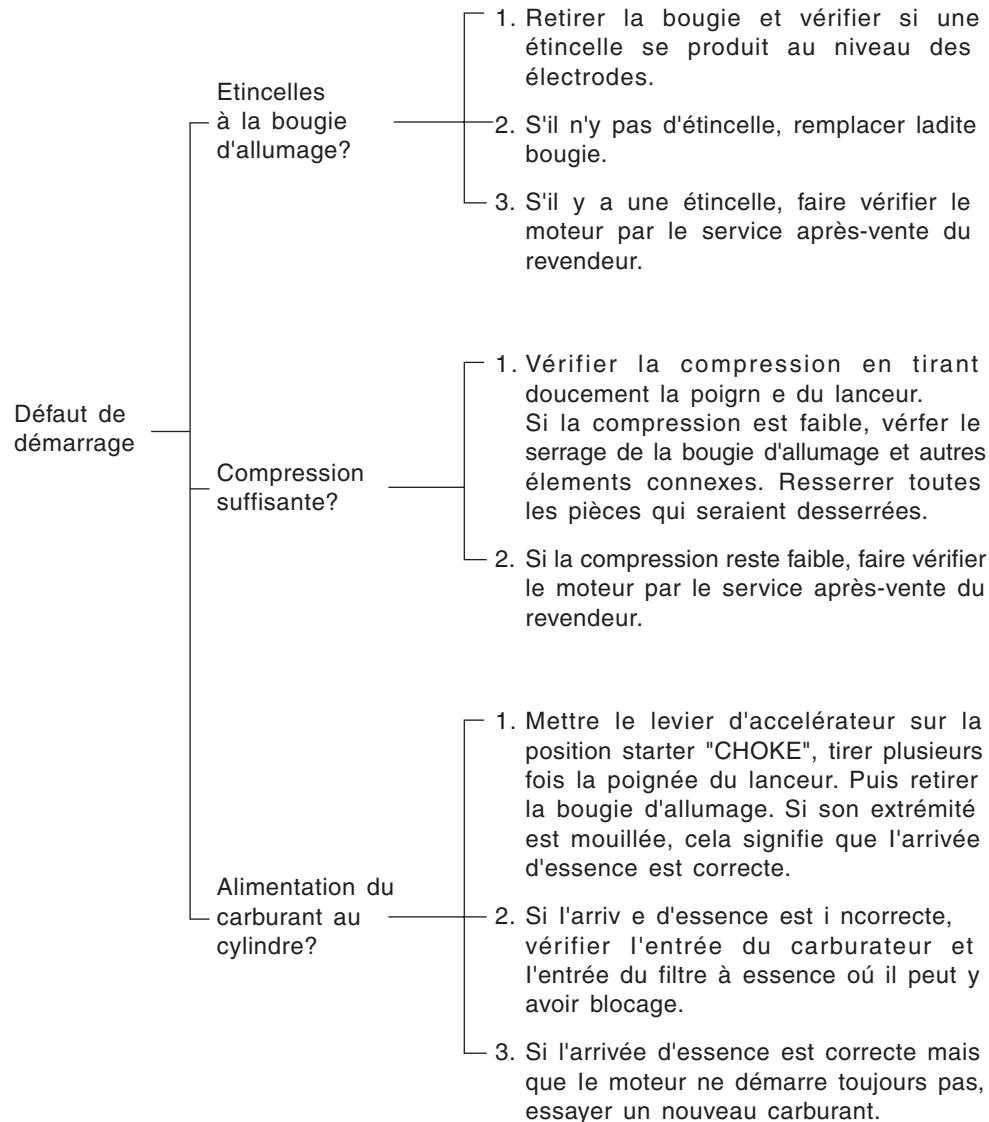 Défaut de
démarrage
Etincelles
à la bougie
d'allumage?
1. Retirer la bougie et vérifier si une
étincelle se produit au niveau des
électrodes.
2. S'il n'y pas d'étincelle, remplacer ladite
bougie.
3. S'il y a une étincelle, faire vérifier le
moteur par le service après-vente du
revendeur.
Compression
suffisante?
1. Vérifier la compression en tirant
doucement la poigrn e du lanceur.
Si la compression est faible, vérfer le
serrage de la bougie d'allumage et autres
élements connexes. Resserrer toutes
les pièces qui seraient desserrées.
2. Si la compression reste faible, faire vérifier
le moteur par le service après-vente du
revendeur.
Alimentation du
carburant au
cylindre?
1. Mettre le levier d'accelérateur sur la
position starter "CHOKE", tirer plusieurs
fois la poignée du lanceur. Puis retirer
la bougie d'allumage. Si son extrémité
est mouillée, cela signifie que l'arrivée
d'essence est correcte.
2. Si l'arriv e d'essence est i ncorrecte,
vérifier l'entrée du carburateur et
l'entrée du filtre à essence oú il peut y
avoir blocage.
3. Si l'arrivée d'essence est correcte mais
que le moteur ne démarre toujours pas,
essayer un nouveau carburant.